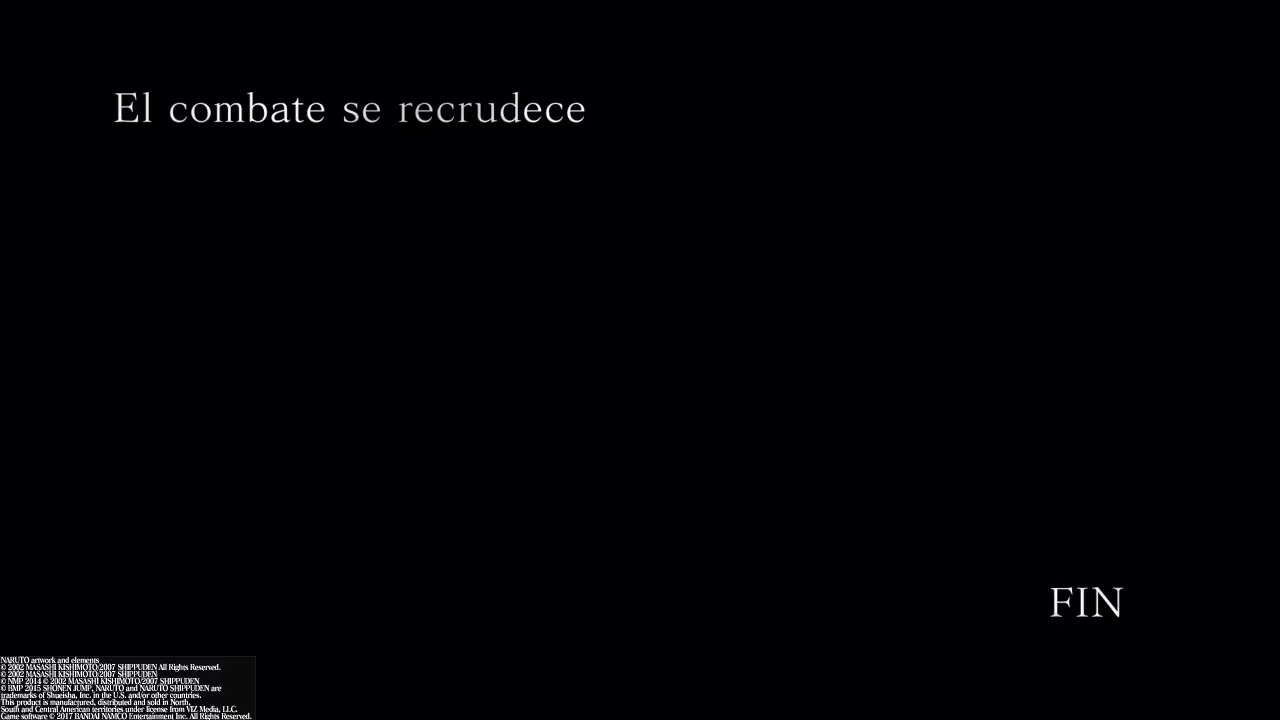 El combate se recrudece
FIN
NARUTO artwork and elements
© 2002 MASASHI KISHIMOTO/2007 SHIPPUDEN All Rights Reserved.
© 2002 MASASHI KISHIMOTO/2007 SHIPPUDEN
© NMP 2014 © 2002 MASASHI KISHIMOTO/2007 SHIPPUDEN
© BMP 2015 SHONEN JUMP, NARUTO and NARUTO SHIPPUDEN are
trademarks of Shueisha, Inc. in the U.S. and/or other countries.
This product is manufactured, distributed and sold in North,
South and Central American territories under license from VIZ Media, LLC.
Game software © 2017 BANDAI NAMCO Entertainment Inc. All Rights Reserved.